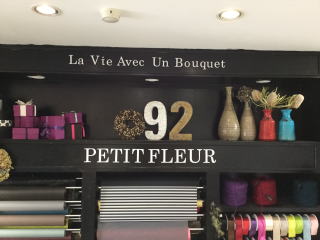 La Vie Avec Un Bouquet
92
PETIT FLEUR